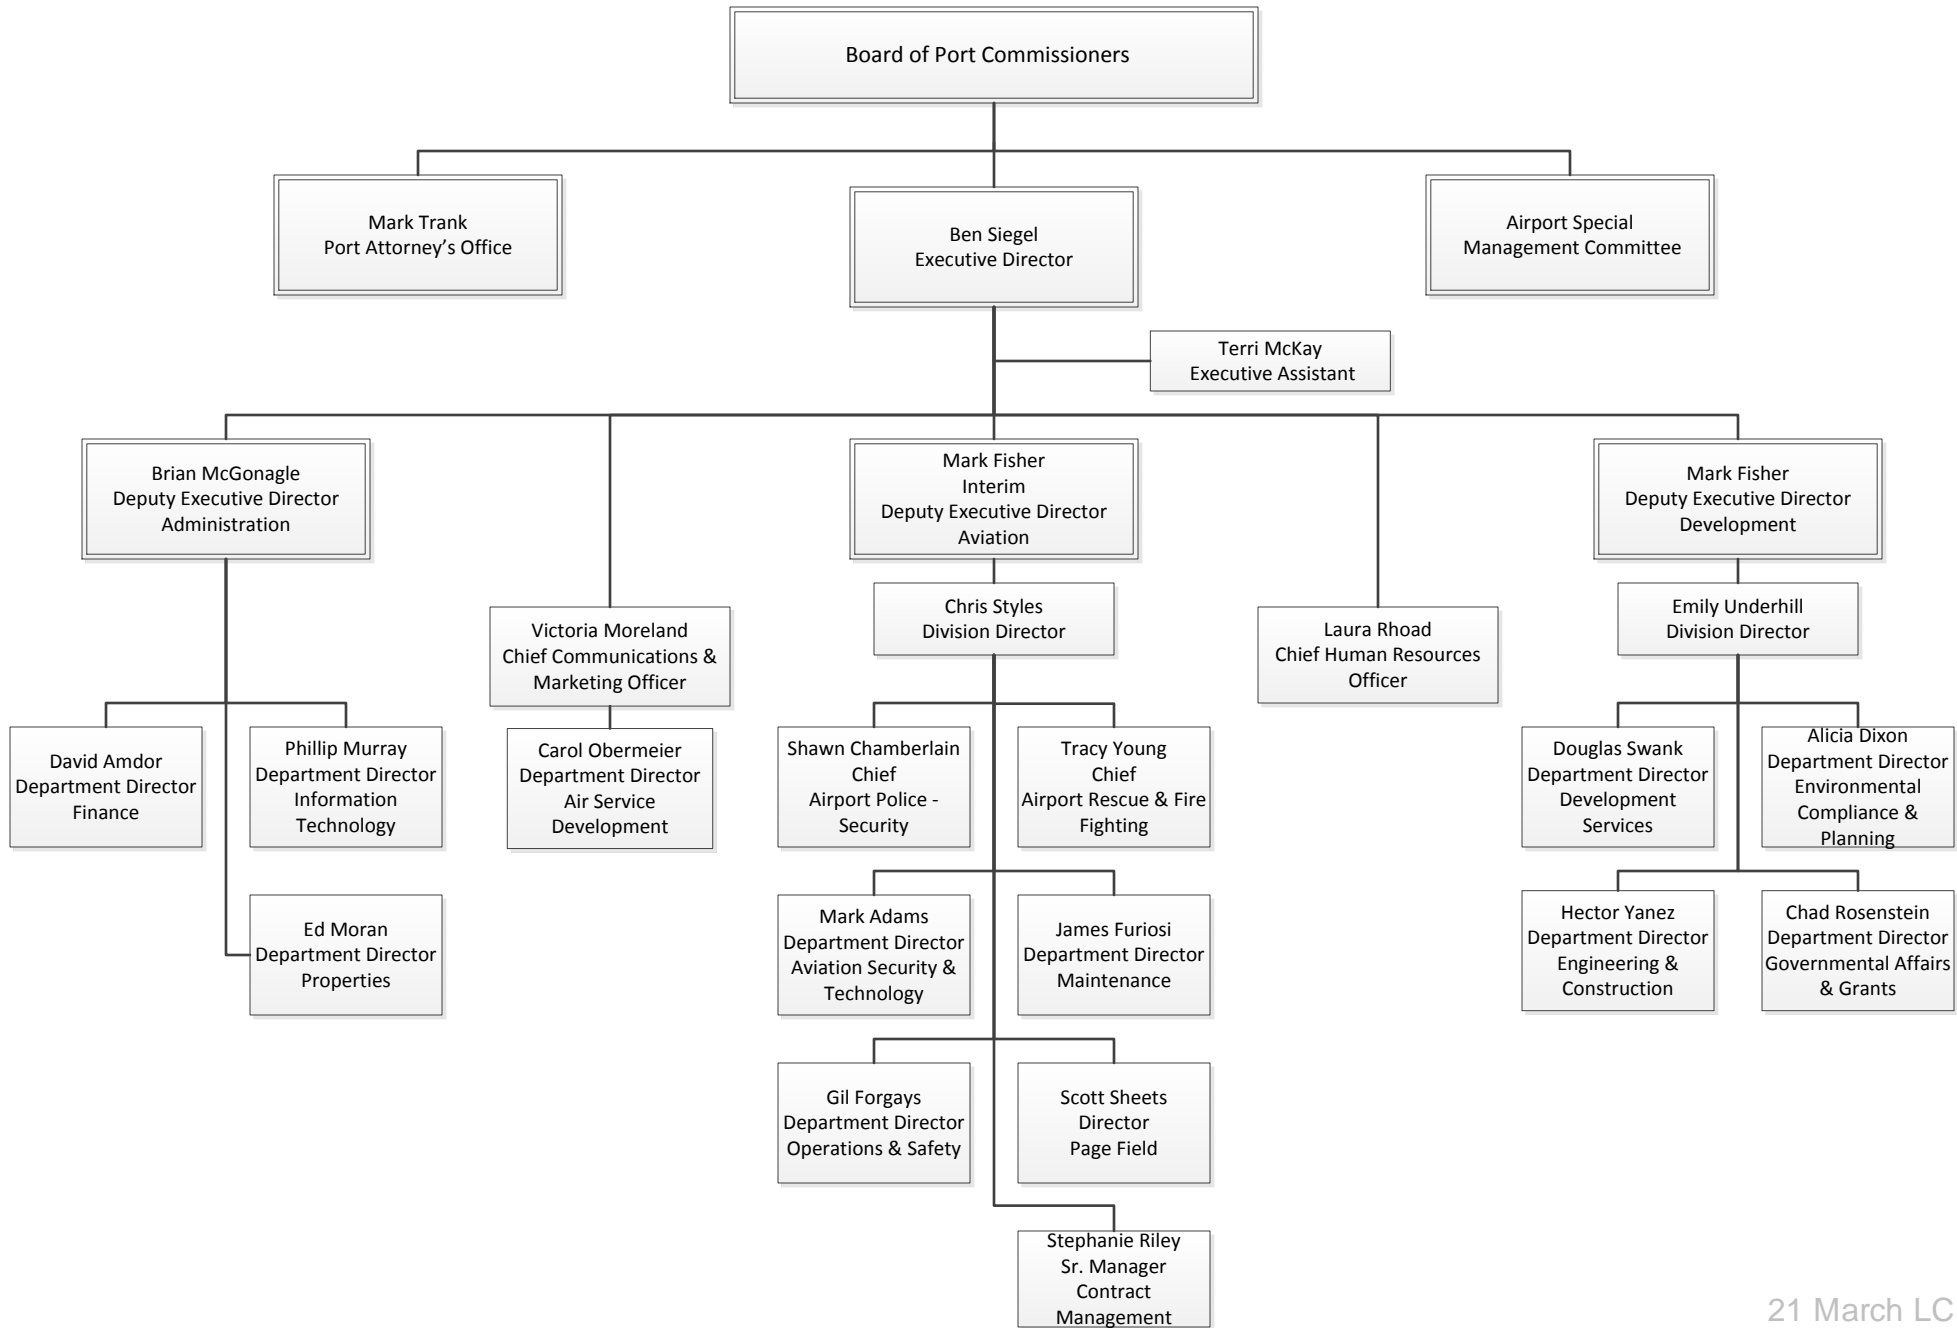 Board of Port Commissioners
Mark Trank
Port Attorney’s Office
Ben Siegel
Executive Director
Airport Special
Management Committee
Terri McKay
Executive Assistant
Brian McGonagle
Deputy Executive Director
Administration
Mark Fisher
Interim
Deputy Executive Director
Aviation
Mark Fisher
Deputy Executive Director
Development
Victoria Moreland
Chief Communications &
Marketing Officer
Chris Styles
Division Director
Laura Rhoad
Chief Human Resources
Officer
Emily Underhill
Division Director
David Amdor
Department Director
Finance
Phillip Murray
Department Director
Information
Technology
Carol Obermeier
Department Director
Air Service
Development
Shawn Chamberlain
Chief
Airport Police -
Security
Tracy Young
Chief
Airport Rescue & Fire
Fighting
Douglas Swank
Department Director
Development
Services
Alicia Dixon
Department Director
Environmental
Compliance &
Planning
Ed Moran
Department Director
Properties
Mark Adams
Department Director
Aviation Security &
Technology
James Furiosi
Department Director
Maintenance
Hector Yanez
Department Director
Engineering &
Construction
Chad Rosenstein
Department Director
Governmental Affairs
& Grants
Gil Forgays
Department Director
Operations & Safety
Scott Sheets
Director
Page Field
Stephanie Riley
Sr. Manager
Contract
Management
21 March LC